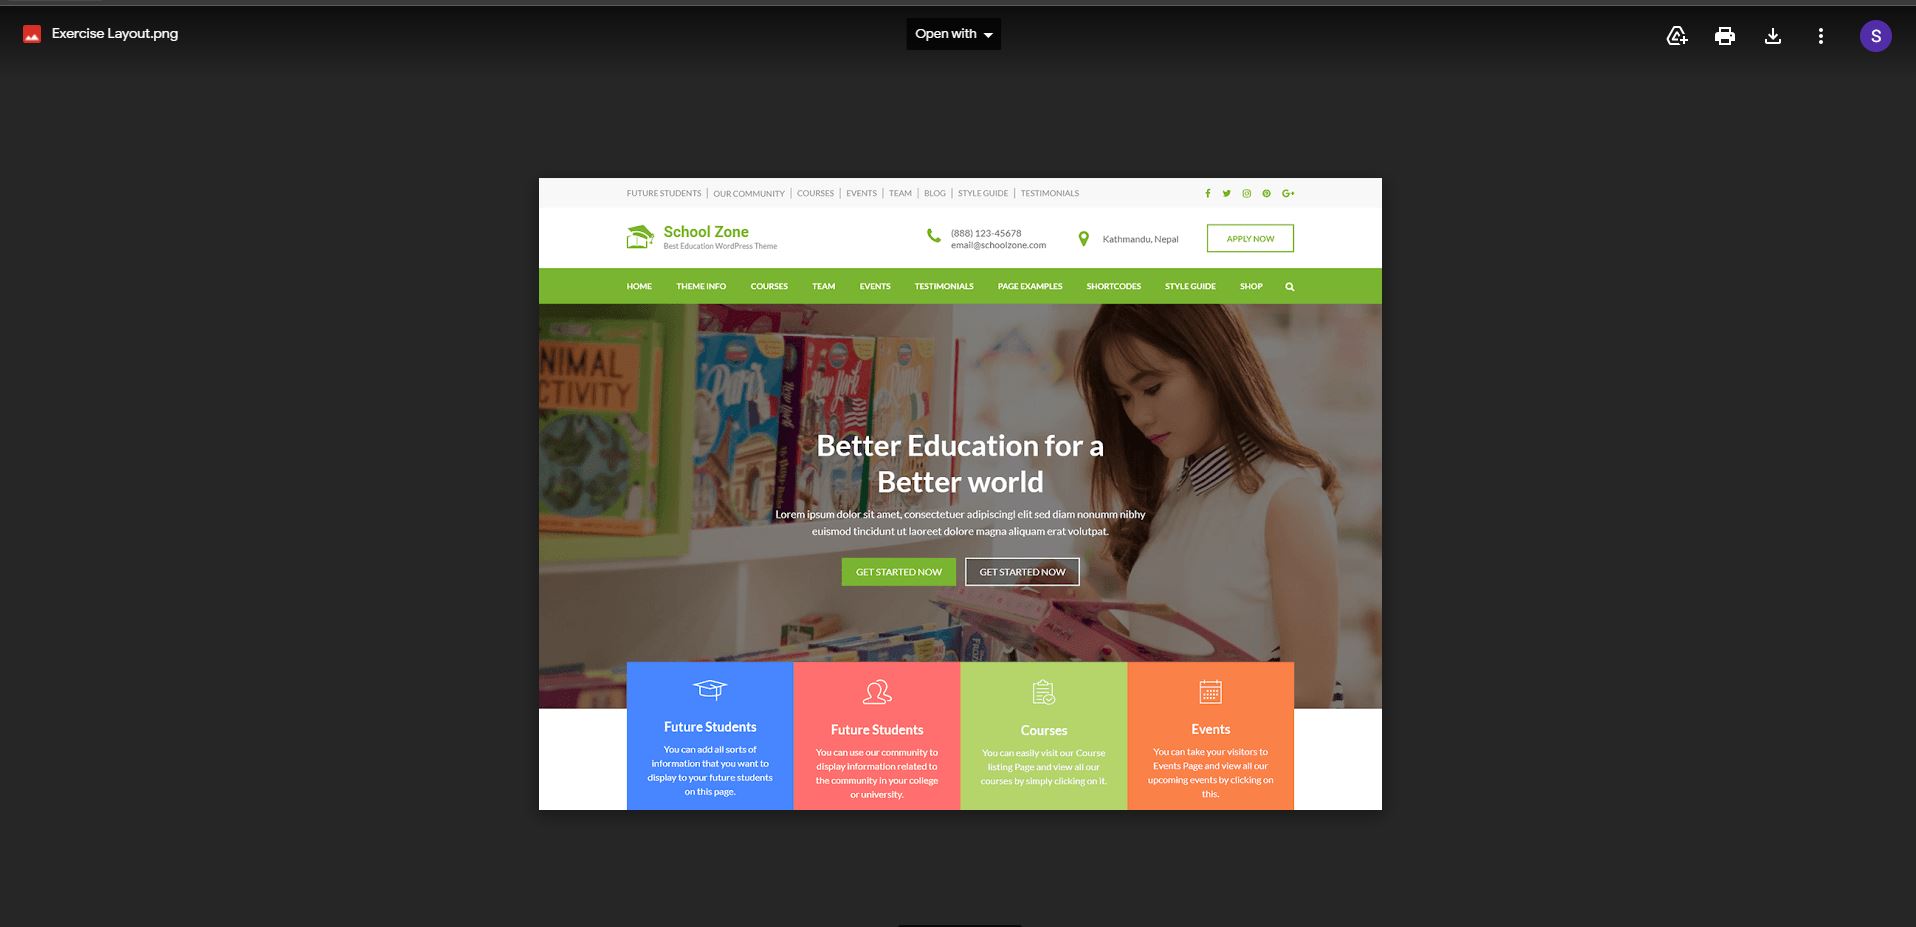 Exercise Layout.png
Open with
S
FUTURE STUDENTS | OUR COMMUNITY | COURSES | EVENTS | TEAM | BLOG | STYLE GUIDE | TESTIMONIALS
School Zone
Best Education WordPress Theme
(888) 123-45678
email@schoolzone.com
Kathmandu, Nepal
APPLY NOW
HOME THEME INFO COURSES TEAM EVENTS TESTIMONIALS PAGE EXAMPLES SHORTCODES STYLE GUIDE SHOP
NIMAL
CTIVITY
Paris
New York
New York
Better Education for a
Better world
Lorem ipsum dolor sit amet, consectetuer adipiscingl elit sed diam nonumm nibhy
euismod tincidunt ut laoreet dolore magna aliquam erat volutpat.
GET STARTED NOW GET STARTED NOW
Future Students
You can add all sorts of
information that you want to
display to your future students
on this page.
Future Students
You can use our community to
display information related to
the community in your college
or university.
Courses
You can easily visit our Course
listing Page and view all our
courses by simply clicking on it.
Events
You can take your visitors to
Events Page and view all our
upcoming events by clicking on
this.